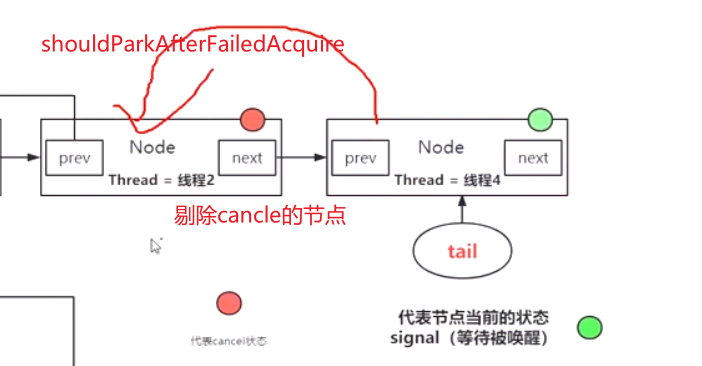 shouldParkAfterFailedAcquire
Node
prev
next
Thread = 线程2
Node
prev
next
Thread = 线程4
剔除cancle的节点
tail
代表cancel状态
代表节点当前的状态
signal（等待被唤醒）